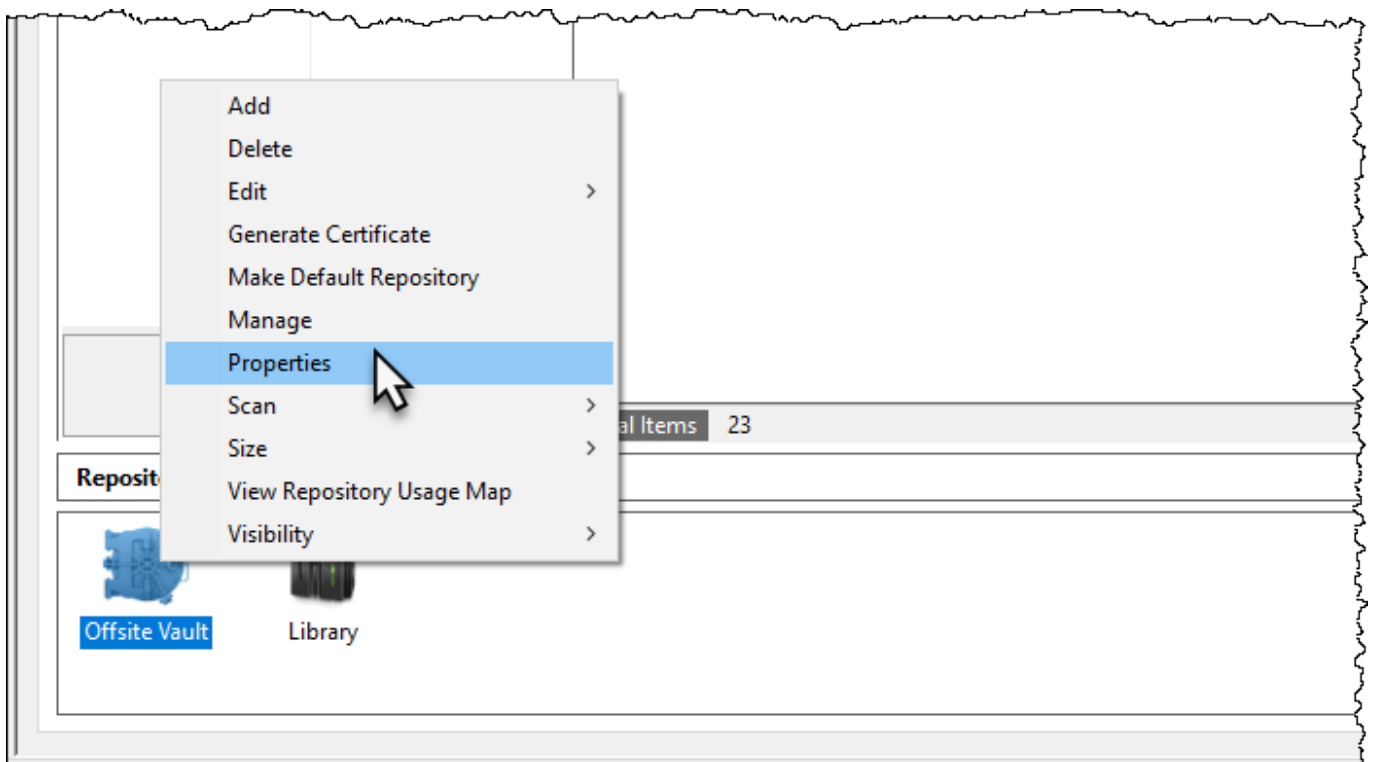 Add
Delete
Edit
Generate Certificate
Make Default Repository
Manage
Properties
Scan
al Items 23
Size
View Repository Usage Map
Visibility
Offsite Vault
Library